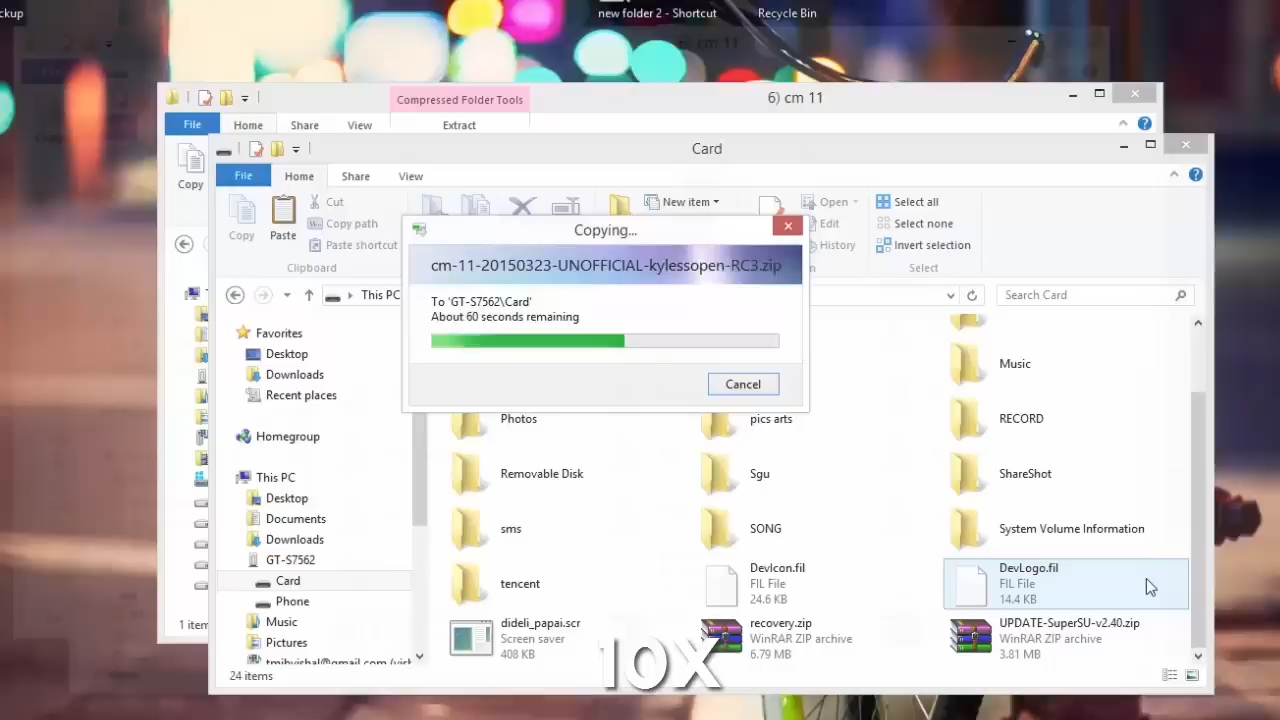 ckup
new folder 2 - Shortcut
Recycle Bin
Compressed Folder Tools
6) cm 11
File
Home
Share
View
Extract
Copy
Card
File
Home
Share
View
Copy
Paste
Cut
Copy path
Paste shortcut
Clipboard
New item
Open
Edit
History
Select all
Select none
Invert selection
Select
This PC
Search Card
Copying...
cm-11-20150323-UNOFFICIAL-kylessopen-RC3.zip
To 'GT-S7562\Card'
About 60 seconds remaining
Cancel
Favorites
Desktop
Downloads
Recent places
Homegroup
This PC
Desktop
Documents
Downloads
GT-S7562
Card
Phone
Music
Pictures
Music
Photos
pics arts
RECORD
Removable Disk
Sgu
ShareShot
sms
SONG
System Volume Information
tencent
DevIcon.fil
FIL File
24.6 KB
DevLogo.fil
FIL File
14.4 KB
dideli_papai.scr
Screen saver
408 KB
recovery.zip
WinRAR ZIP archive
6.79 MB
UPDATE-SuperSU-v2.40.zip
WinRAR ZIP archive
3.81 MB
1 item
24 items
10X